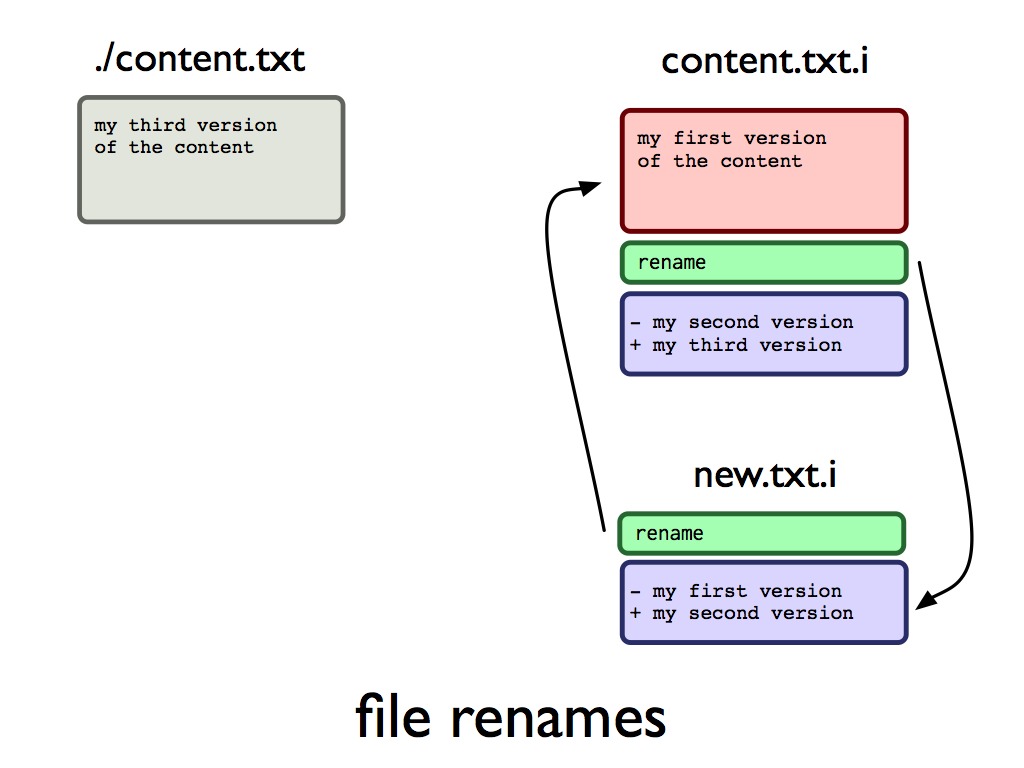 ./content.txt
my third version
of the content
content.txt.i
my first version
of the content
rename
- my second version
+ my third version
new.txt.i
rename
- my first version
+ my second version
file renames